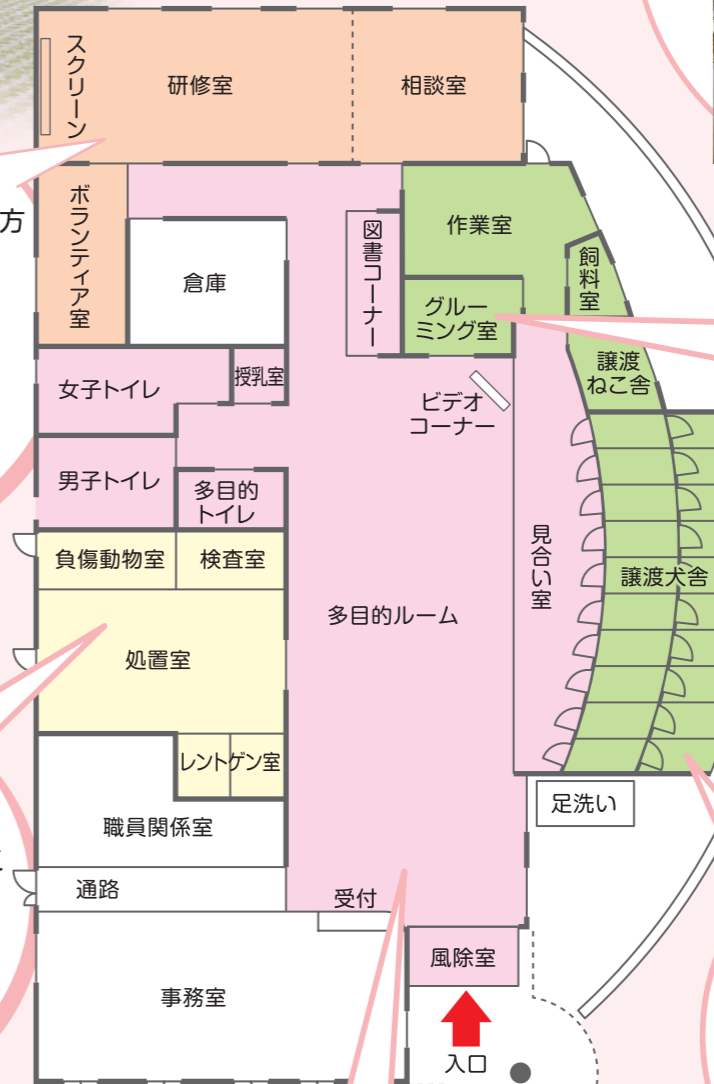 スクリーン
研修室
相談室
方
ボランティア室
倉庫
図書コーナー
作業室
飼料室
グルー
ミング室
譲渡
ねこ舎
女子トイレ
授乳室
ビデオ
コーナー
男子トイレ
多目的
トイレ
見合い室
負傷動物室
検査室
譲渡犬舎
多目的ルーム
処置室
レントゲン室
足洗い
職員関係室
通路
受付
風除室
事務室
入口